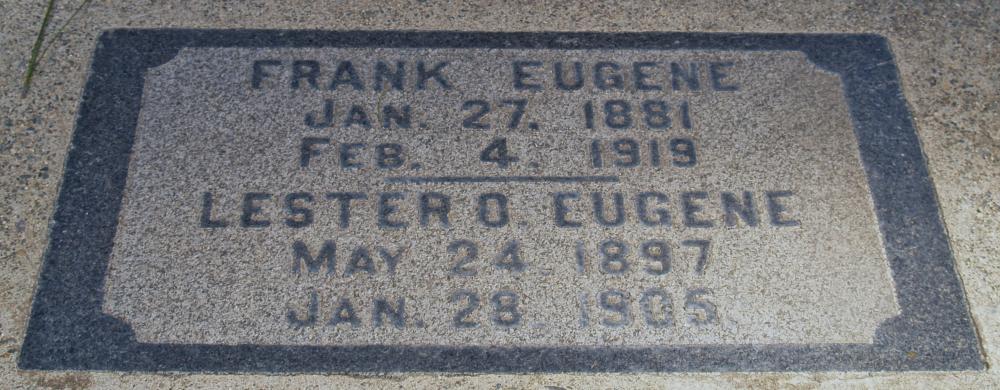 FRANK EUGENE
JAN. 27, 1881
FEB. 4, 1919
LESTER O. EUGENE
MAY 24, 1897
JAN. 28, 1905